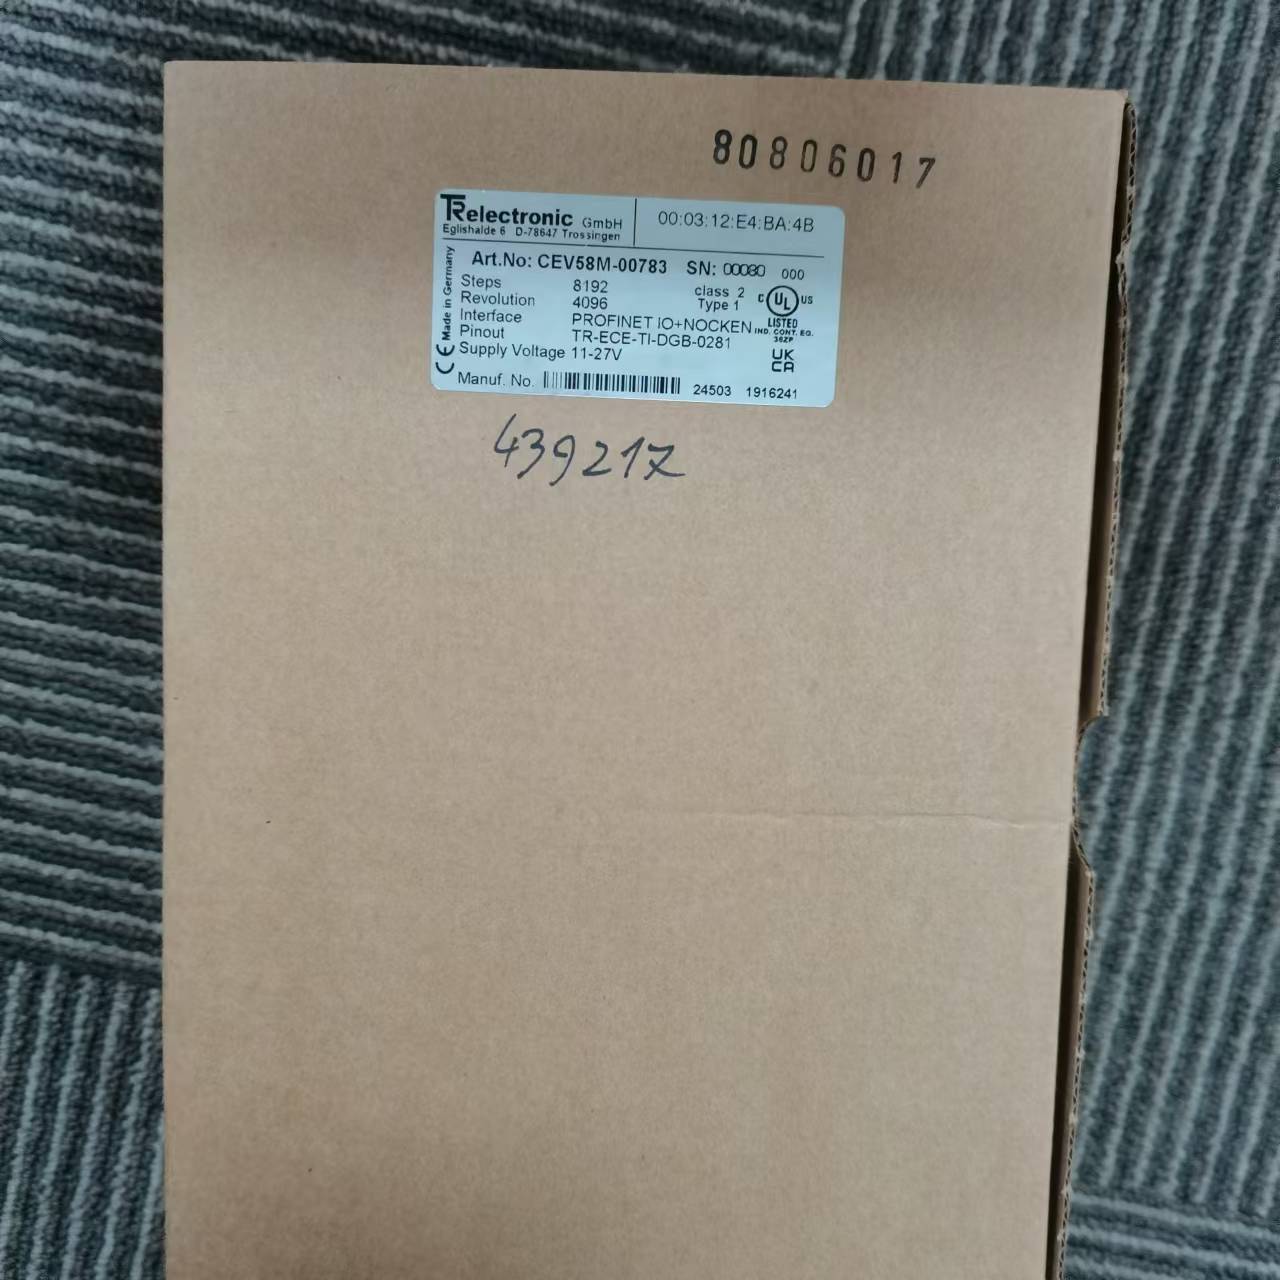 80806017
TRelectronic GmbH
Eglishalde 6 D-78647 Trossingen
00:03:12:E4:BA:4B
Art.No: CEV58M-00783 SN: 00080 000
Steps 8192
Revolution 4096
Interface PROFINET IO+NOCKEN
Pinout TR-ECE-TI-DGB-0281
Supply Voltage 11-27V
class 2
Type 1
C UL US
LISTED
IND. CONT. EQ.
36ZP
UK
CA
CE Made in Germany
Manuf. No. 24503 1916241
439217